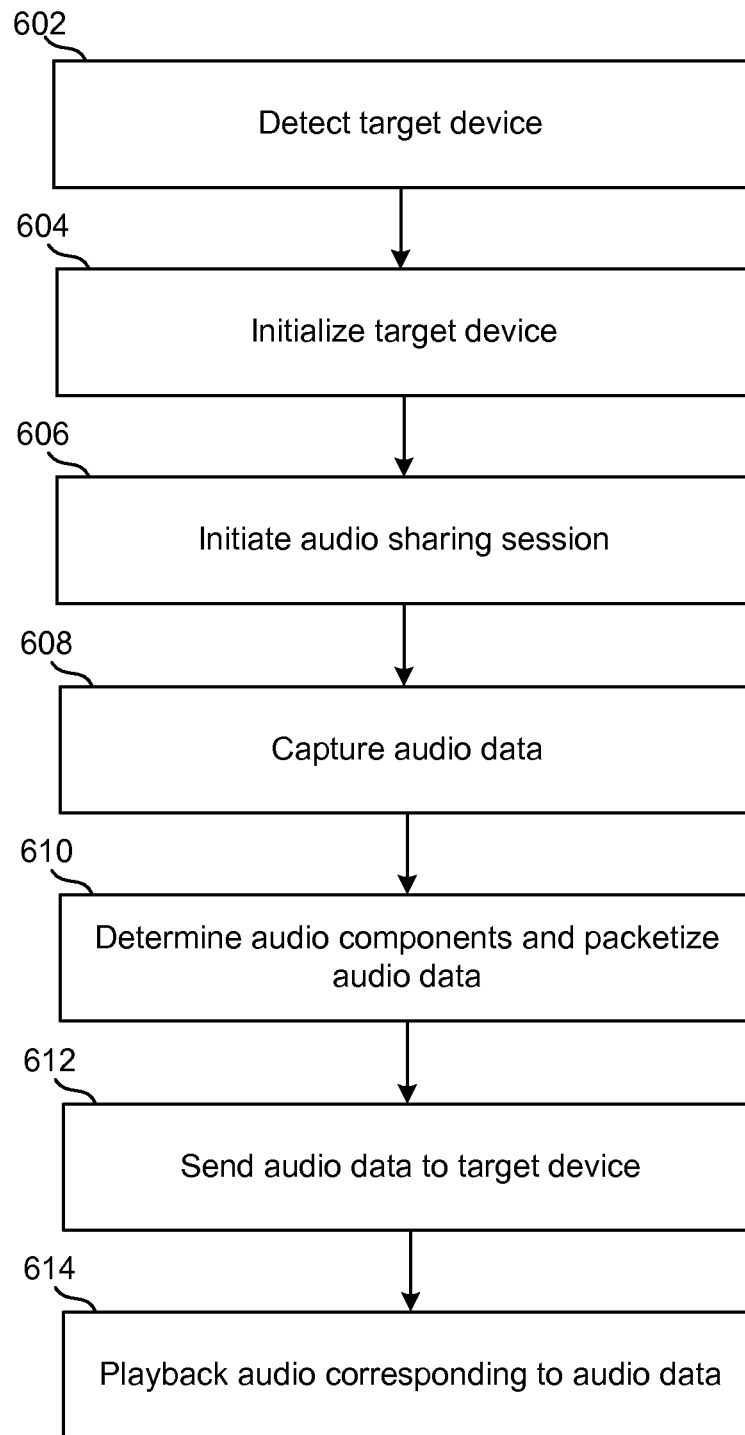 602
Detect target device
604
Initialize target device
606
Initiate audio sharing session
608
Capture audio data
610
Determine audio components and packetize
audio data
612
Send audio data to target device
614
Playback audio corresponding to audio data